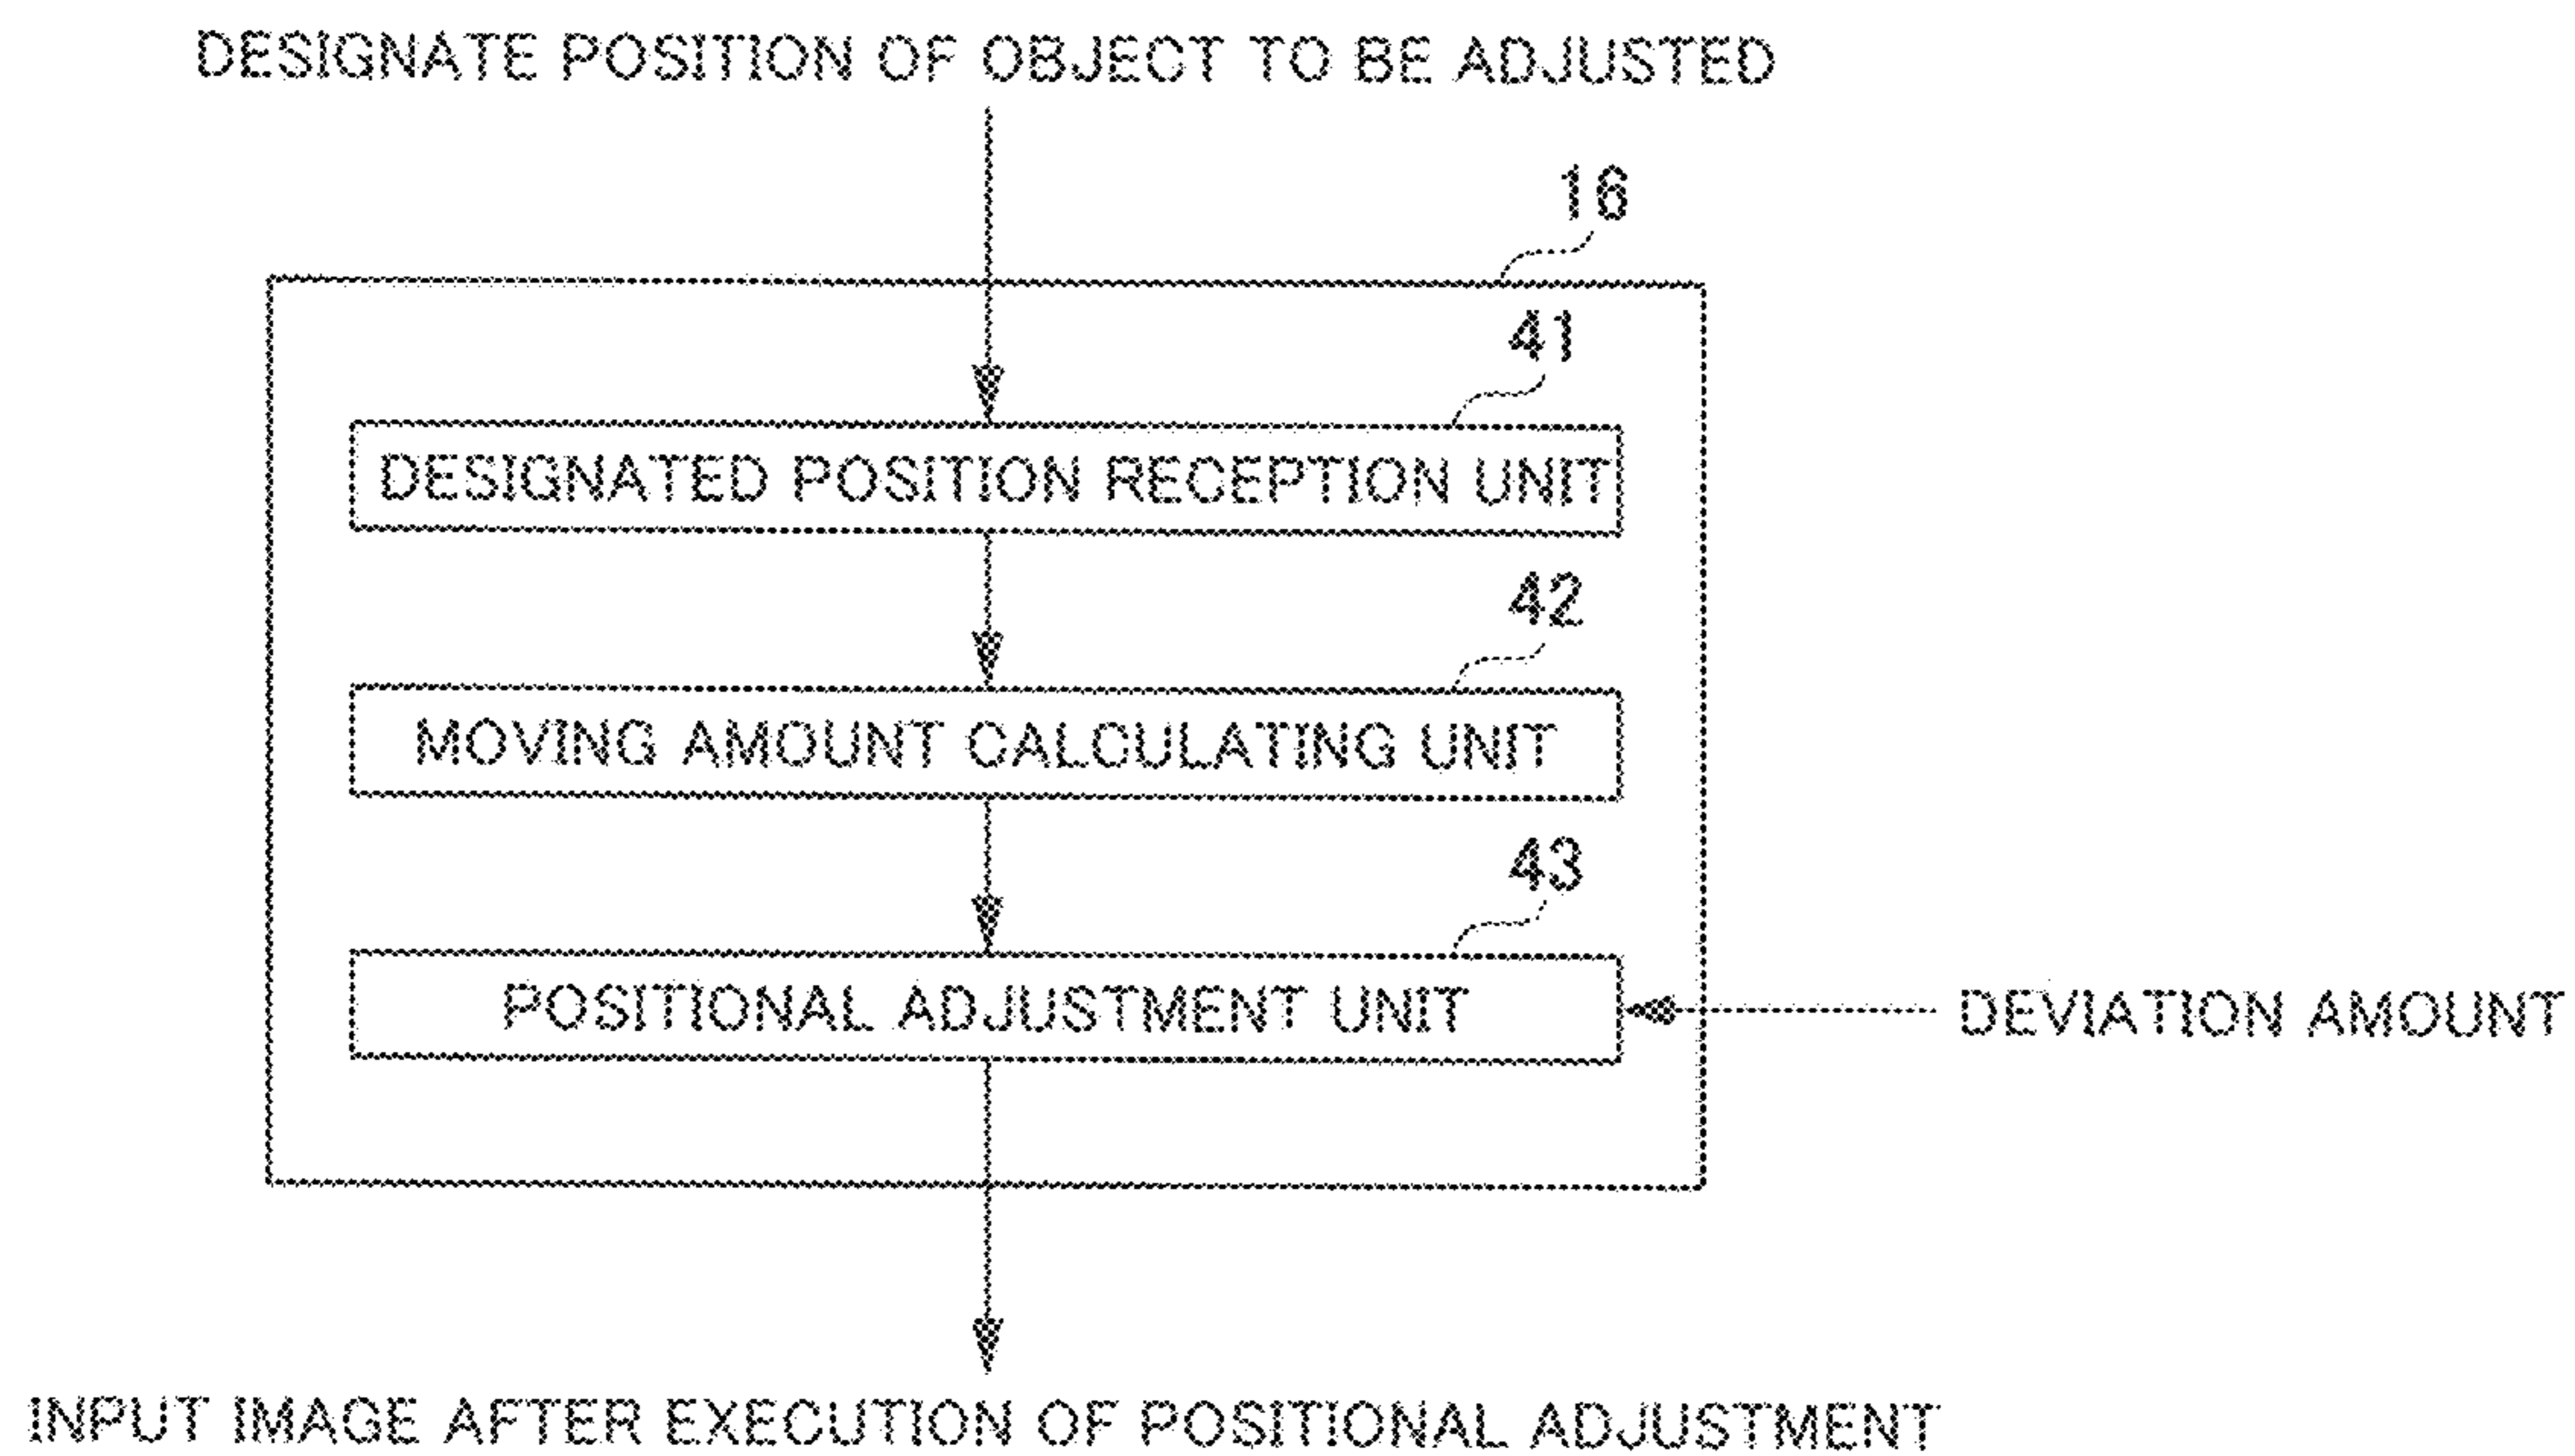 DESIGNATE POSITION OF OBJECT TO BE ADJUSTED
16
41
DESIGNATED POSITION RECEPTION UNIT
42
MOVING AMOUNT CALCULATING UNIT
43
POSITIONAL ADJUSTMENT UNIT
DEVIATION AMOUNT
INPUT IMAGE AFTER EXECUTION OF POSITIONAL ADJUSTMENT